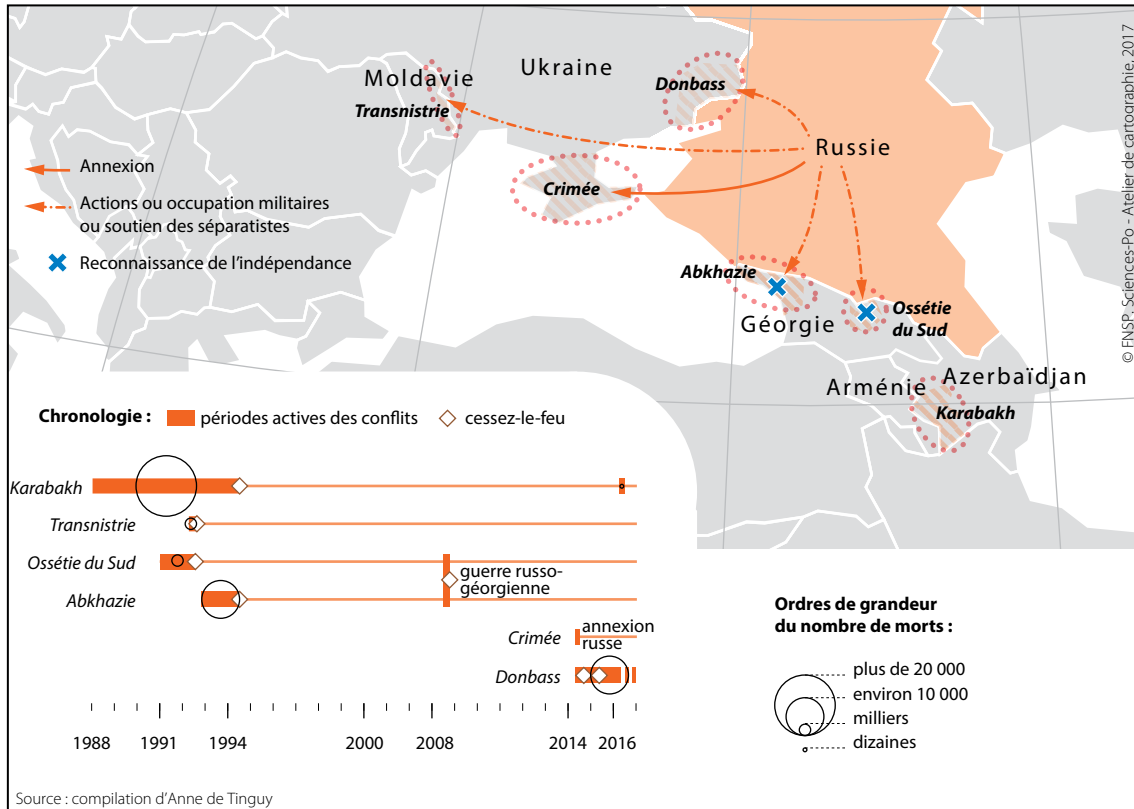 Moldavie
Transnistrie
Ukraine
Donbass
Russie
Crimée
Abkhazie
Géorgie
Ossétie
du Sud
Arménie
Azerbaïdjan
Karabakh
Annexion
Actions ou occupation militaires
ou soutien des séparatistes
Reconnaissance de l'indépendance
© FNSP. Sciences-Po - Atelier de cartographie, 2017
Chronologie : périodes actives des conflits cessez-le-feu
Karabakh
Transnistrie
Ossétie du Sud
guerre russo-
géorgienne
Abkhazie
Crimée
annexion
russe
Donbass
1988 1991 1994 2000 2008 2014 2016
Ordres de grandeur
du nombre de morts :
plus de 20 000
environ 10 000
milliers
dizaines
Source : compilation d'Anne de Tinguy